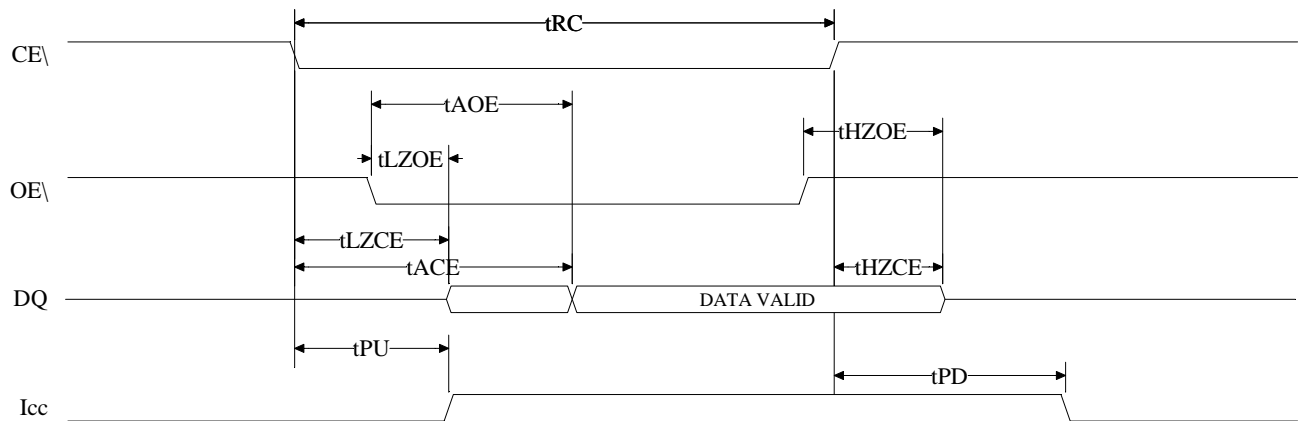 tRC
CE\
tAOE
tHZOE
tLZOE
OE\
tLZCE
tACE
tHZCE
DQ
DATA VALID
tPU
tPD
Icc